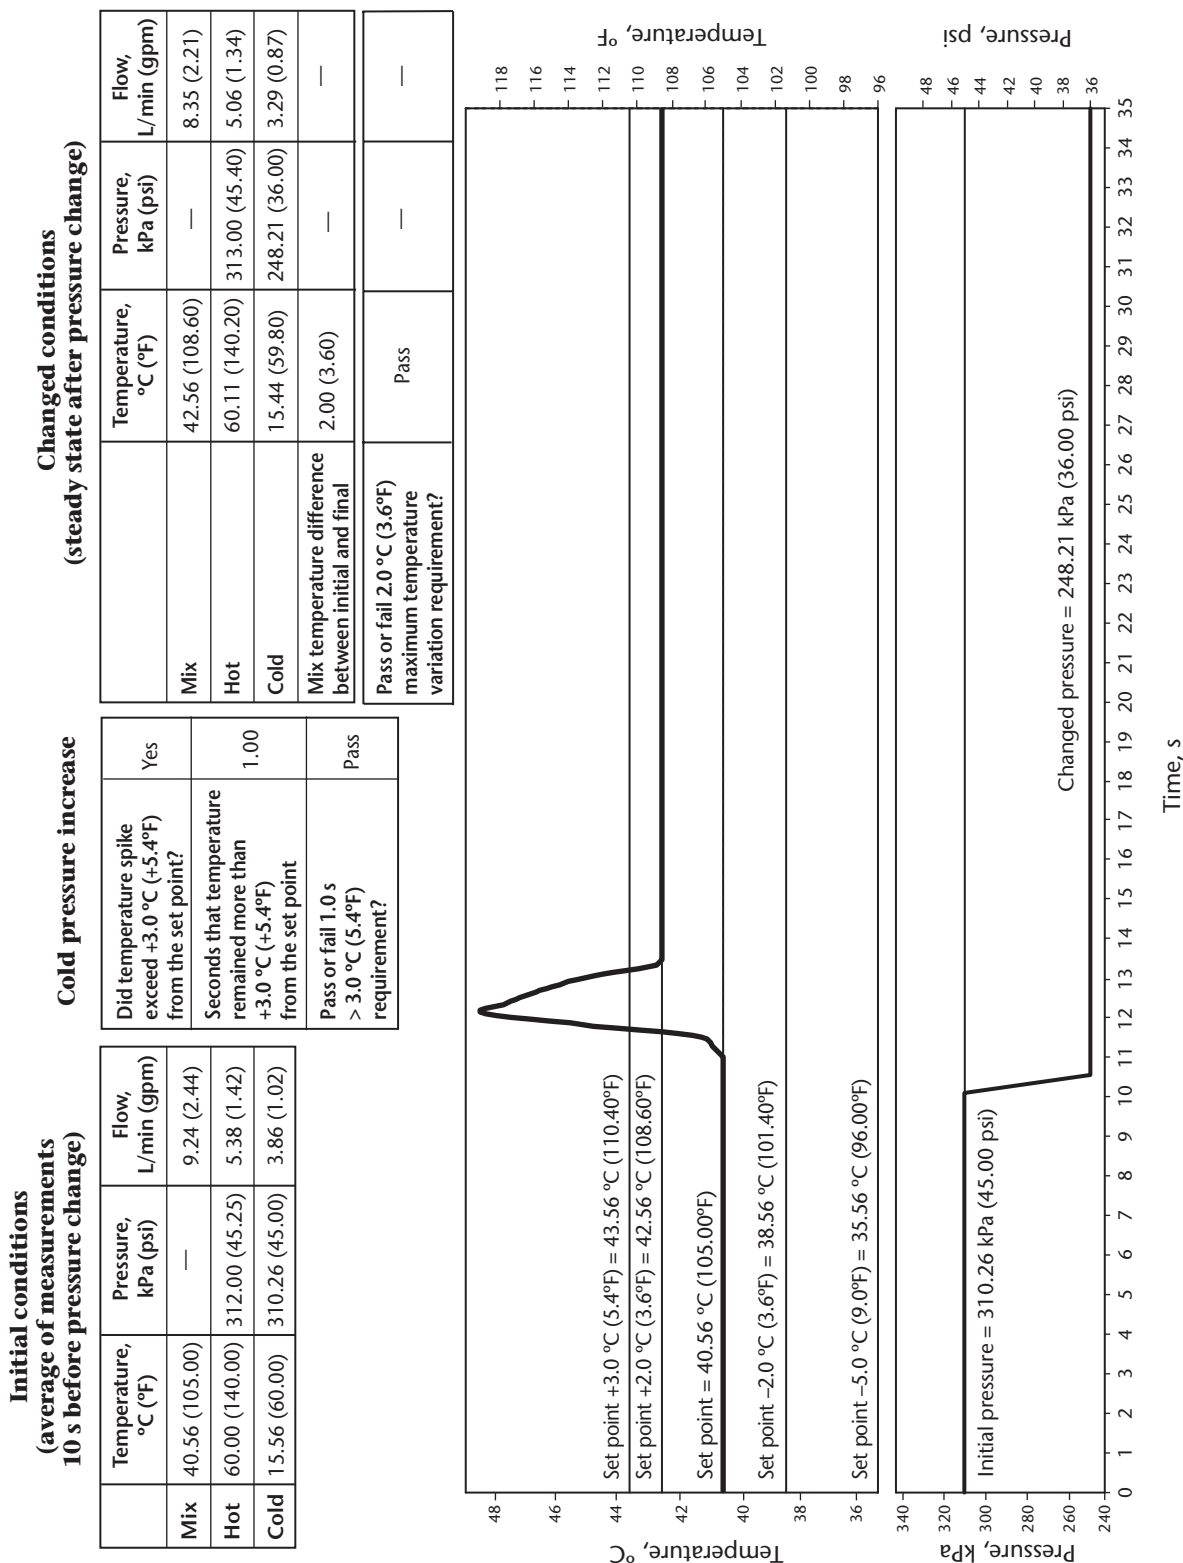 Initial conditions
(average of measurements
10 s before pressure change)
Temperature, Pressure, Flow,
°C (°F) kPa (psi) L/min (gpm)
Mix 40.56 (105.00) — 9.24 (2.44)
Hot 60.00 (140.00) 312.00 (45.25) 5.38 (1.42)
Cold 15.56 (60.00) 310.26 (45.00) 3.86 (1.02)
Cold pressure increase
Did temperature spike
exceed +3.0 °C (+5.4°F) Yes
from the set point?
Seconds that temperature
remained more than 1.00
+3.0 °C (+5.4°F)
from the set point
Pass or fail 1.0 s
> 3.0 °C (5.4°F) Pass
requirement?
Changed conditions
(steady state after pressure change)
Temperature, Pressure, Flow,
°C (°F) kPa (psi) L/min (gpm)
Mix 42.56 (108.60) — 8.35 (2.21)
Hot 60.11 (140.20) 313.00 (45.40) 5.06 (1.34)
Cold 15.44 (59.80) 248.21 (36.00) 3.29 (0.87)
Mix temperature difference 2.00 (3.60) — —
between initial and final
Pass or fail 2.0 °C (3.6°F)
maximum temperature Pass — —
variation requirement?
Temperature, °C
48
46
44
42
40
38
36
Set point +3.0 °C (5.4°F) = 43.56 °C (110.40°F)
Set point +2.0 °C (3.6°F) = 42.56 °C (108.60°F)
Set point = 40.56 °C (105.00°F)
Set point –2.0 °C (3.6°F) = 38.56 °C (101.40°F)
Set point –5.0 °C (9.0°F) = 35.56 °C (96.00°F)
Temperature, °F
118
116
114
112
110
108
106
104
102
100
98
96
Pressure, kPa
340
320
300
280
260
240
Initial pressure = 310.26 kPa (45.00 psi)
Changed pressure = 248.21 kPa (36.00 psi)
Pressure, psi
48
46
44
42
40
38
36
0 1 2 3 4 5 6 7 8 9 10 11 12 13 14 15 16 17 18 19 20 21 22 23 24 25 26 27 28 29 30 31 32 33 34 35
Time, s